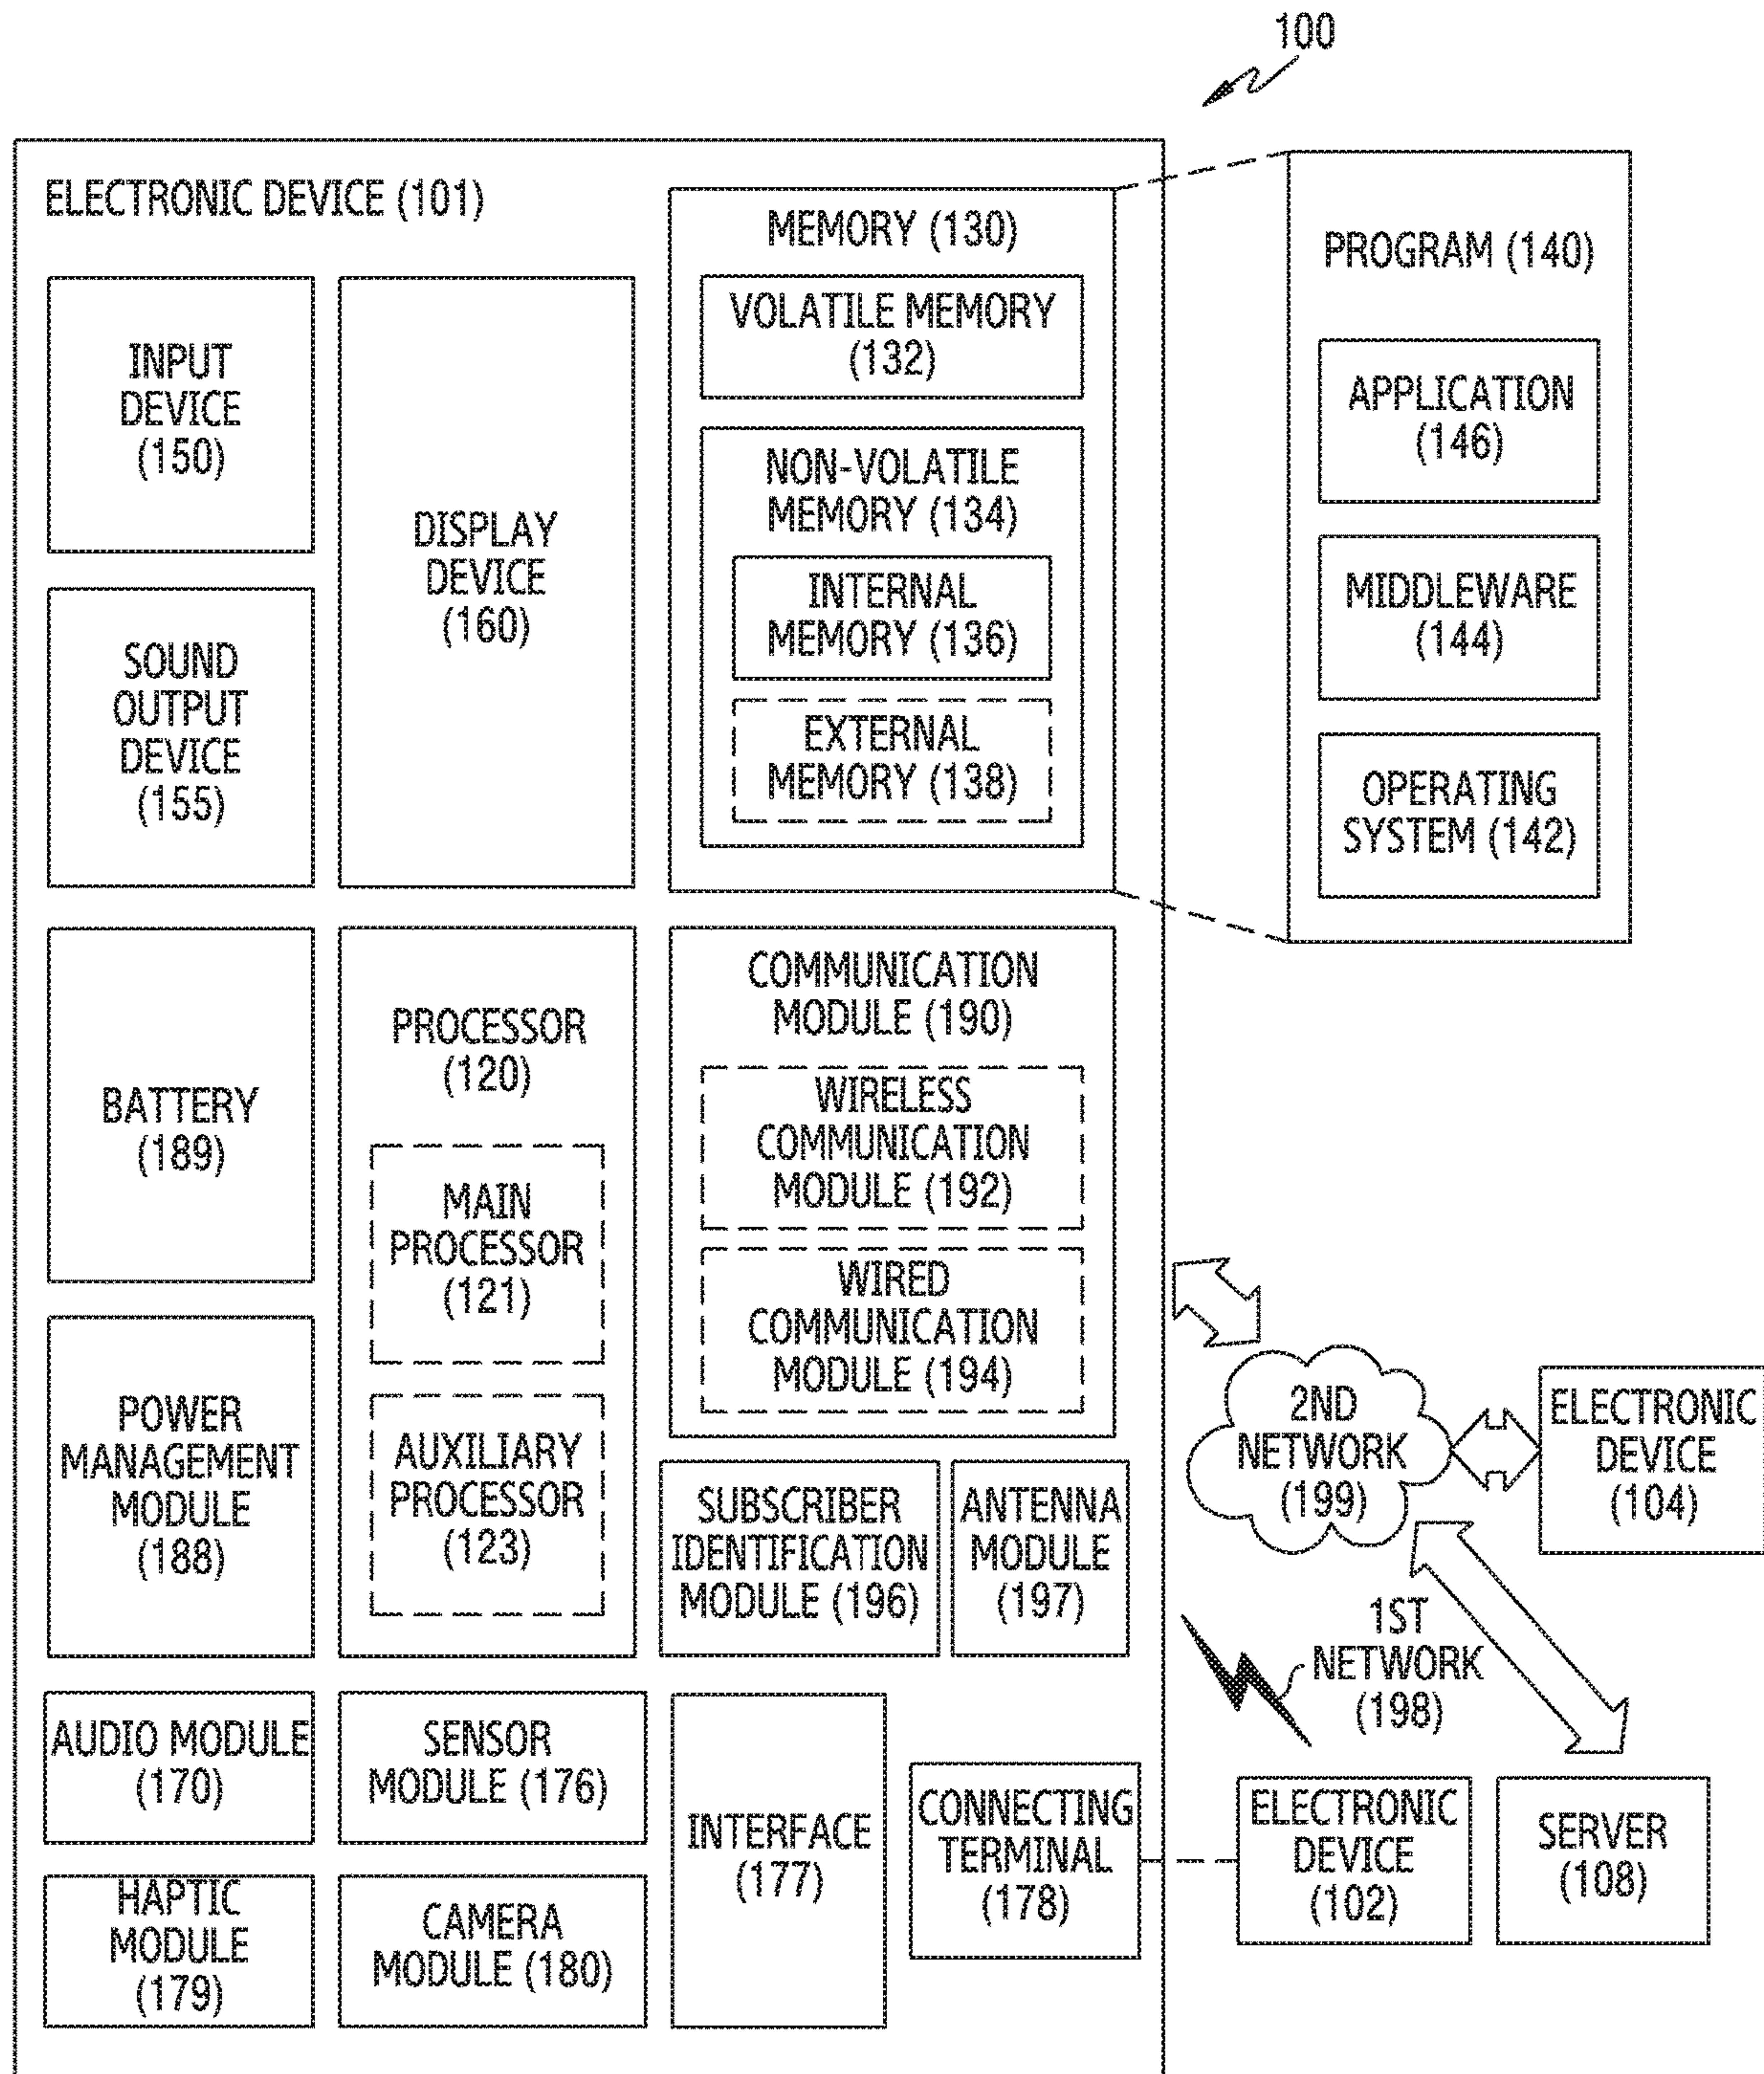 100
ELECTRONIC DEVICE (101)
INPUT
DEVICE
(150)
SOUND
OUTPUT
DEVICE
(155)
DISPLAY
DEVICE
(160)
MEMORY (130)
VOLATILE MEMORY
(132)
NON-VOLATILE
MEMORY (134)
INTERNAL
MEMORY (136)
EXTERNAL
MEMORY (138)
PROGRAM (140)
APPLICATION
(146)
MIDDLEWARE
(144)
OPERATING
SYSTEM (142)
BATTERY
(189)
POWER
MANAGEMENT
MODULE
(188)
PROCESSOR
(120)
MAIN
PROCESSOR
(121)
AUXILIARY
PROCESSOR
(123)
COMMUNICATION
MODULE (190)
WIRELESS
COMMUNICATION
MODULE (192)
WIRED
COMMUNICATION
MODULE (194)
SUBSCRIBER
IDENTIFICATION
MODULE (196)
ANTENNA
MODULE
(197)
2ND
NETWORK
(199)
ELECTRONIC
DEVICE
(104)
1ST
NETWORK
(198)
AUDIO MODULE
(170)
SENSOR
MODULE (176)
HAPTIC
MODULE
(179)
CAMERA
MODULE (180)
INTERFACE
(177)
CONNECTING
TERMINAL
(178)
ELECTRONIC
DEVICE
(102)
SERVER
(108)